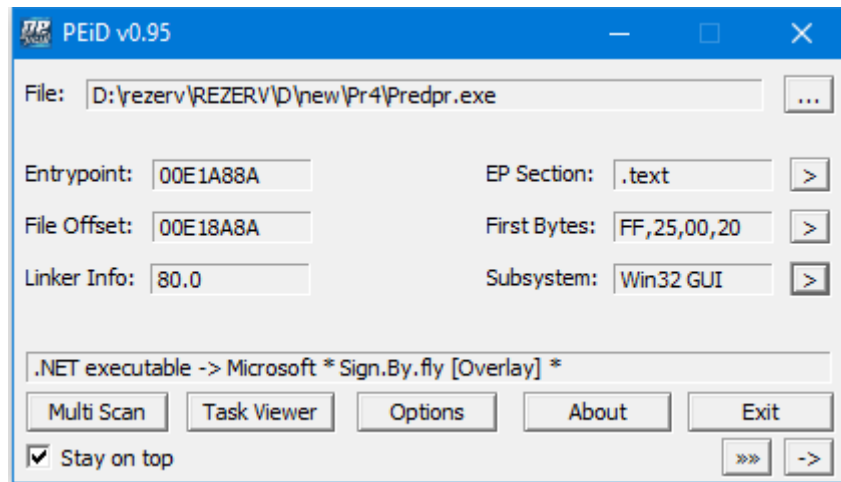 PEiD v0.95
File: D:\rezerv\REZERV\D\new\Pr4\Predpr.exe ...
Entrypoint: 00E1A88A EP Section: .text >
File Offset: 00E18A8A First Bytes: FF,25,00,20 >
Linker Info: 80.0 Subsystem: Win32 GUI >
.NET executable -> Microsoft * Sign.By.fly [Overlay] *
Multi Scan Task Viewer Options About Exit
Stay on top »» ->